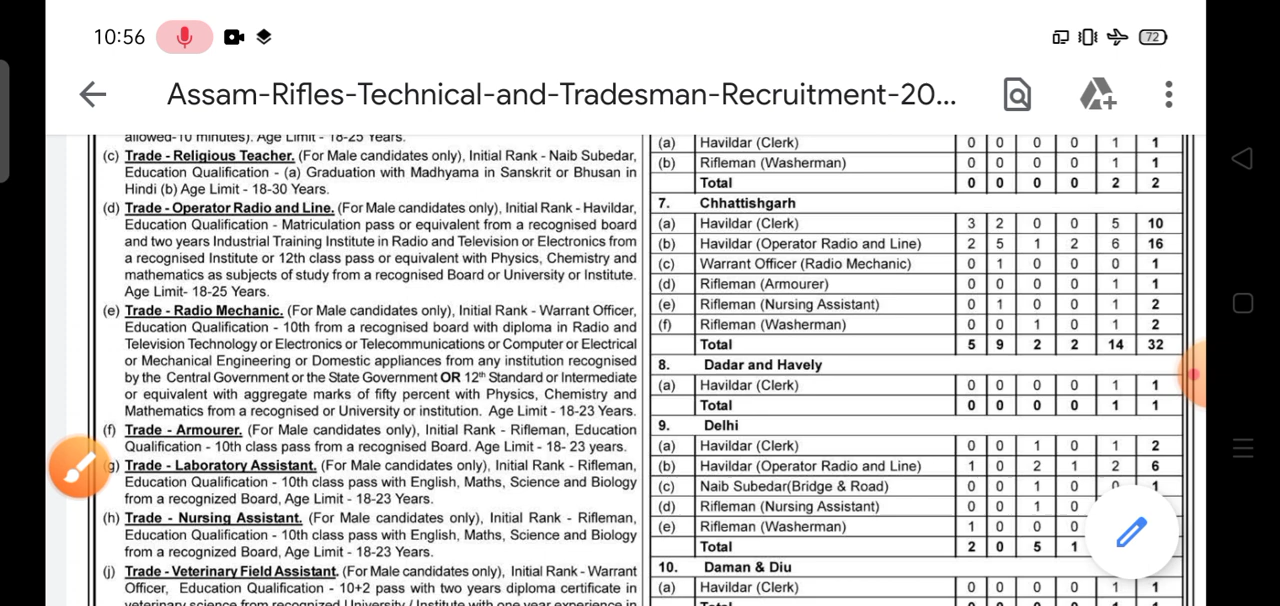 10:56
72
Assam-Rifles-Technical-and-Tradesman-Recruitment-20...
allowed-10 minutes). Age Limit - 18-25 Years.
(c) Trade - Religious Teacher. (For Male candidates only), Initial Rank - Naib Subedar,
Education Qualification - (a) Graduation with Madhyama in Sanskrit or Bhusan in
Hindi (b) Age Limit - 18-30 Years.
(d) Trade - Operator Radio and Line. (For Male candidates only), Initial Rank - Havildar,
Education Qualification - Matriculation pass or equivalent from a recognised board
and two years Industrial Training Institute in Radio and Television or Electronics from
a recognised Institute or 12th class pass or equivalent with Physics, Chemistry and
mathematics as subjects of study from a recognised Board or University or Institute.
Age Limit- 18-25 Years.
(e) Trade - Radio Mechanic. (For Male candidates only), Initial Rank - Warrant Officer,
Education Qualification - 10th from a recognised board with diploma in Radio and
Television Technology or Electronics or Telecommunications or Computer or Electrical
or Mechanical Engineering or Domestic appliances from any institution recognised
by the Central Government or the State Government OR 12th Standard or Intermediate
or equivalent with aggregate marks of fifty percent with Physics, Chemistry and
Mathematics from a recognised or University or institution. Age Limit - 18-23 Years.
(f) Trade - Armourer. (For Male candidates only), Initial Rank - Rifleman, Education
Qualification - 10th class pass from a recognised Board. Age Limit - 18- 23 years.
g) Trade - Laboratory Assistant. (For Male candidates only), Initial Rank - Rifleman,
Education Qualification - 10th class pass with English, Maths, Science and Biology
from a recognized Board, Age Limit - 18-23 Years.
(h) Trade - Nursing Assistant. (For Male candidates only), Initial Rank - Rifleman,
Education Qualification - 10th class pass with English, Maths, Science and Biology
from a recognized Board, Age Limit - 18-23 Years.
(j) Trade - Veterinary Field Assistant. (For Male candidates only), Initial Rank - Warrant
Officer, Education Qualification - 10+2 pass with two years diploma certificate in
veterinary science from recognized University / Institute with one year experience in
(a) Havildar (Clerk) 0 0 0 0 1 1
(b) Rifleman (Washerman) 0 0 0 0 1 1
Total 0 0 0 0 2 2
7. Chhattishgarh
(a) Havildar (Clerk) 3 2 0 0 5 10
(b) Havildar (Operator Radio and Line) 2 5 1 2 6 16
(c) Warrant Officer (Radio Mechanic) 0 1 0 0 0 1
(d) Rifleman (Armourer) 0 0 0 0 1 1
(e) Rifleman (Nursing Assistant) 0 1 0 0 1 2
(f) Rifleman (Washerman) 0 0 1 0 1 2
Total 5 9 2 2 14 32
8. Dadar and Havely
(a) Havildar (Clerk) 0 0 0 0 1 1
Total 0 0 0 0 1 1
9. Delhi
(a) Havildar (Clerk) 0 0 1 0 1 2
(b) Havildar (Operator Radio and Line) 1 0 2 1 2 6
(c) Naib Subedar(Bridge & Road) 0 0 1 0 0 1
(d) Rifleman (Nursing Assistant) 0 0 1 0
(e) Rifleman (Washerman) 1 0 0 0
Total 2 0 5 1
10. Daman & Diu
(a) Havildar (Clerk) 0 0 0 0 1 1